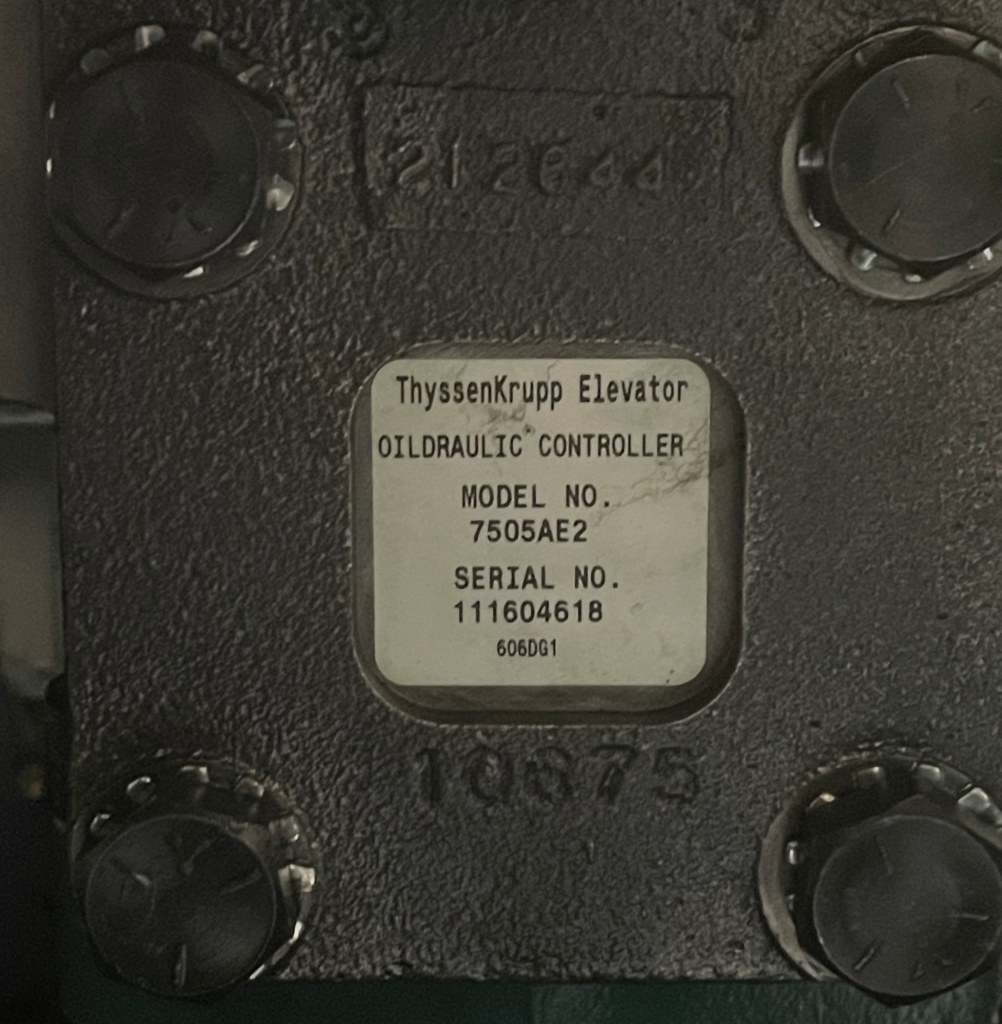 212644
ThyssenKrupp Elevator
OILDRAULIC® CONTROLLER
MODEL NO.
7505AE2
SERIAL NO.
111604618
606DG1
10675